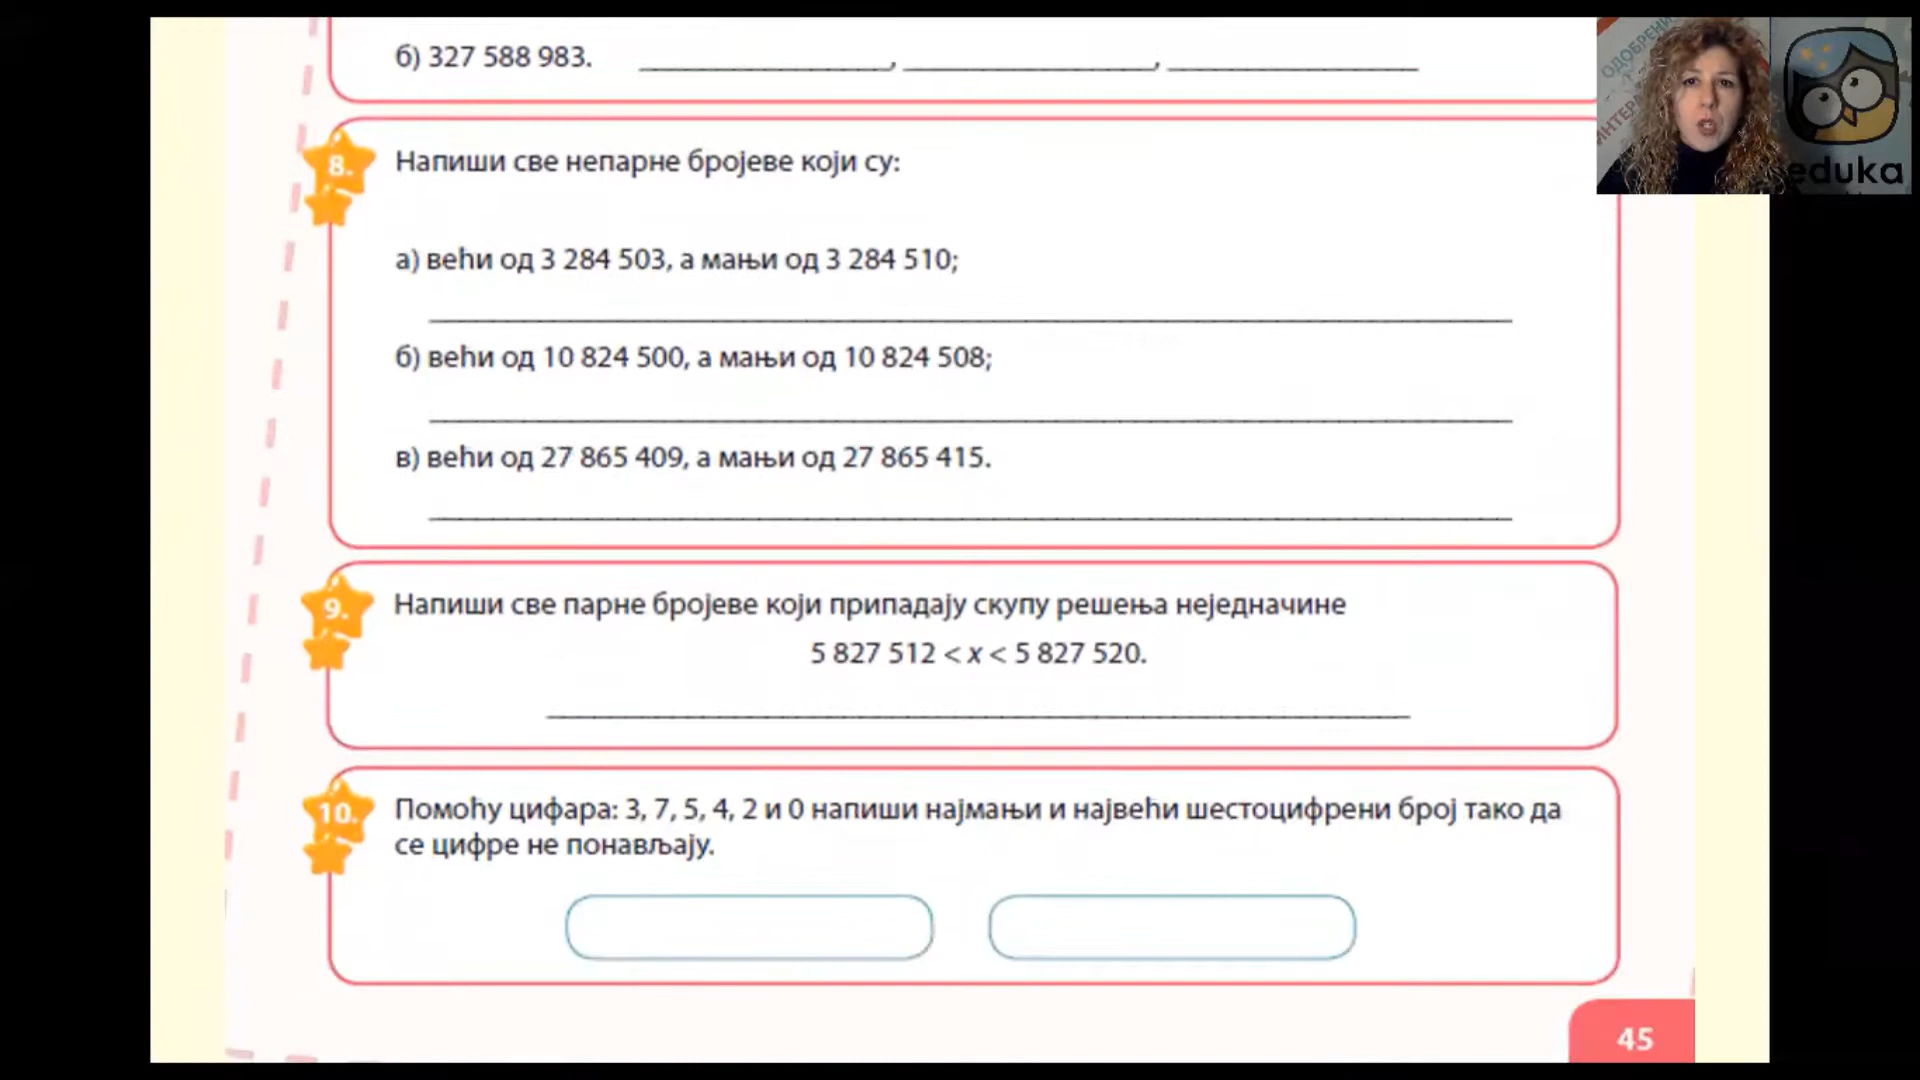 б) 327 588 983. ________, ________, ________
8. Напиши све непарне бројеве који су:
а) већи од 3 284 503, а мањи од 3 284 510;
б) већи од 10 824 500, а мањи од 10 824 508;
в) већи од 27 865 409, а мањи од 27 865 415.
9. Напиши све парне бројеве који припадају скупу решења неједначине
5 827 512 < x < 5 827 520.
10. Помоћу цифара: 3, 7, 5, 4, 2 и 0 напиши најмањи и највећи шестоцифрени број тако да
се цифре не понављају.
45
ОДОБРЕНИ
eduka